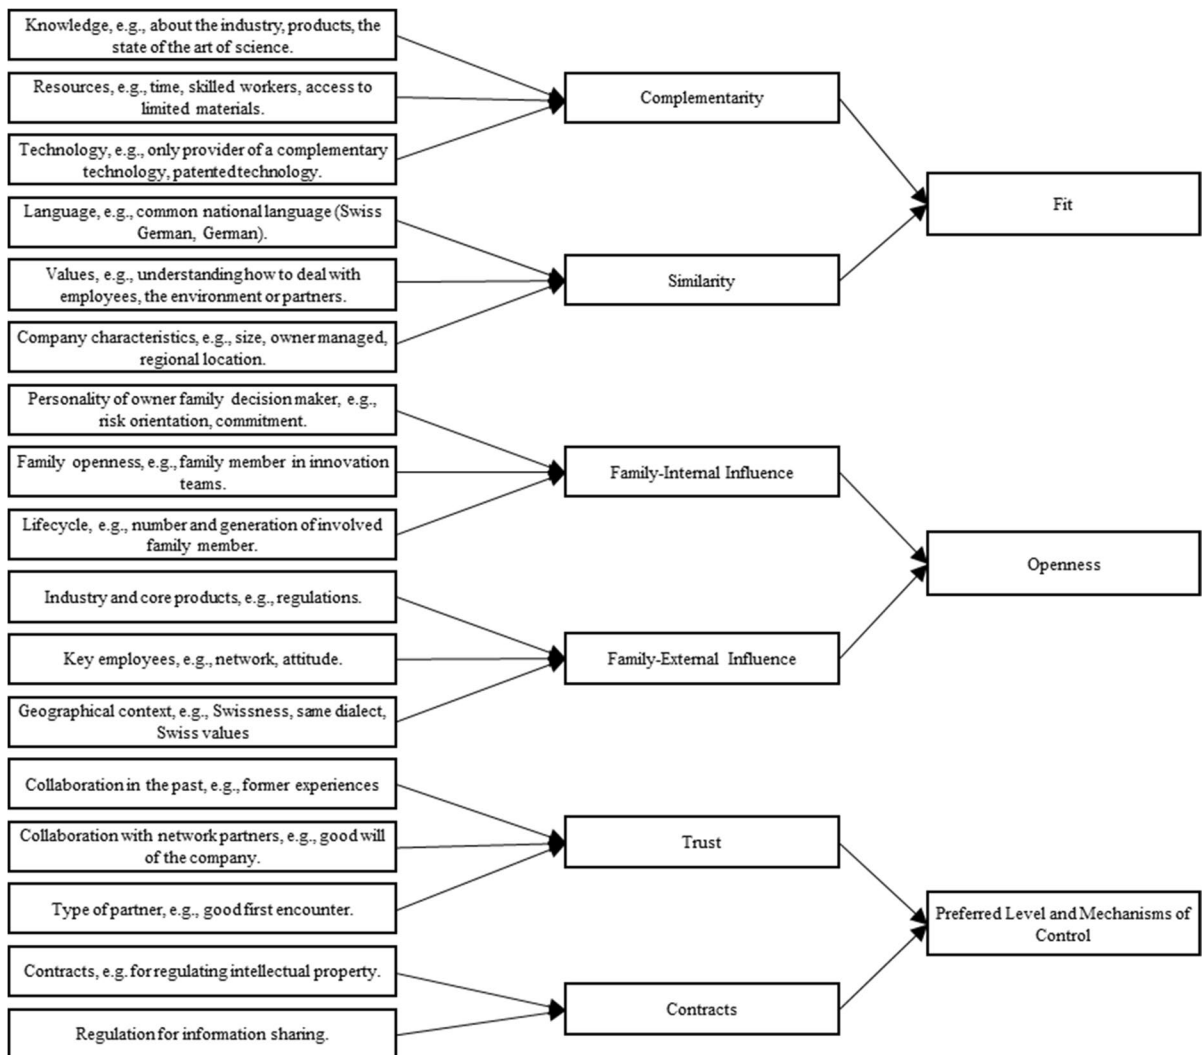 Knowledge, e.g., about the industry, products, the
state of the art of science.
Resources, e.g., time, skilled workers, access to
limited materials.
Technology, e.g., only provider of a complementary
technology, patented technology.
Complementarity
Language, e.g., common national language (Swiss
German, German).
Values, e.g., understanding how to deal with
employees, the environment or partners.
Company characteristics, e.g., size, owner managed,
regional location.
Similarity
Fit
Personality of owner family decision maker, e.g.,
risk orientation, commitment.
Family openness, e.g., family member in innovation
teams.
Lifecycle, e.g., number and generation of involved
family member.
Family-Internal Influence
Industry and core products, e.g., regulations.
Key employees, e.g., network, attitude.
Geographical context, e.g., Swissness, same dialect,
Swiss values
Family-External Influence
Openness
Collaboration in the past, e.g., former experiences
Collaboration with network partners, e.g., good will
of the company.
Type of partner, e.g., good first encounter.
Trust
Contracts, e.g. for regulating intellectual property.
Regulation for information sharing.
Contracts
Preferred Level and Mechanisms of
Control